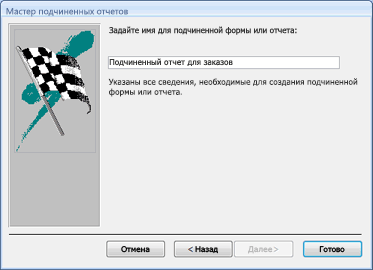 Мастер подчиненных отчетов
Задайте имя для подчиненной формы или отчета:
Подчиненный отчет для заказов
Указаны все сведения, необходимые для создания подчиненной
формы или отчета.
Отмена
< Назад
Далее >
Готово